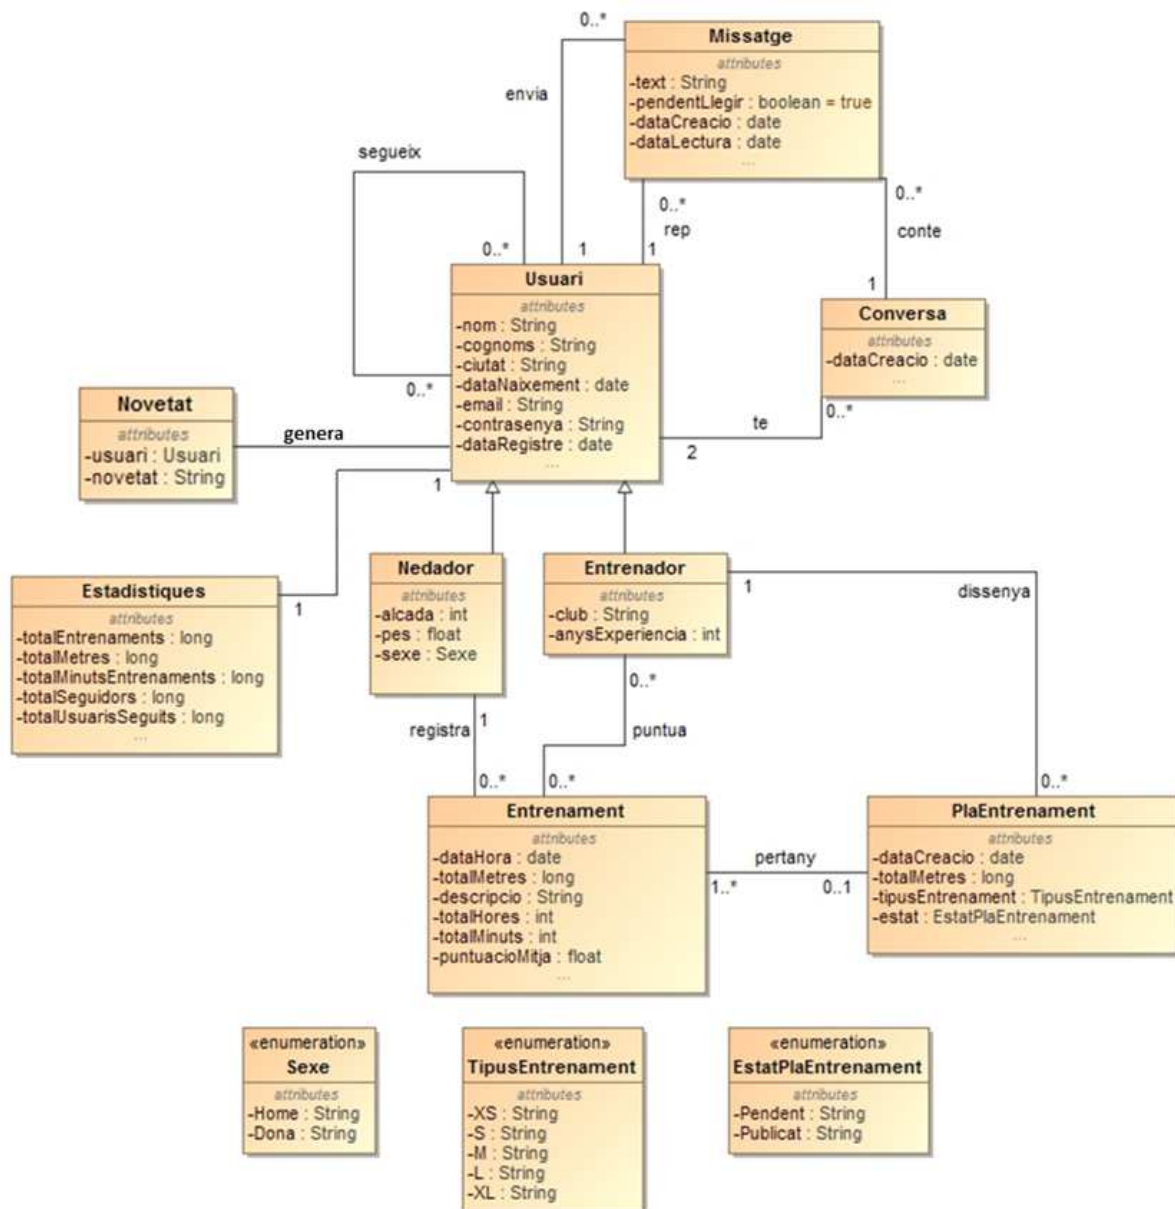 0..*
Missatge
attributes
-text : String
-pendentLlegir : boolean = true
-dataCreacio : date
-dataLectura : date
...
envia
segueix
0..*
0..*
rep
conte
0..*
1
1
1
Usuari
attributes
-nom : String
-cognoms : String
-ciutat : String
-dataNaixement : date
-email : String
-contrasenya : String
-dataRegistre : date
...
Conversa
attributes
-dataCreacio : date
...
0..*
0..*
te
2
Novetat
attributes
-usuari : Usuari
-novetat : String
genera
1
Nedador
attributes
-alcada : int
-pes : float
-sexe : Sexe
Entrenador
attributes
-club : String
-anysExperiencia : int
1
dissenya
Estadistiques
attributes
-totalEntrenaments : long
-totalMetres : long
-totalMinutsEntrenaments : long
-totalSeguidors : long
-totalUsuarisSeguits : long
...
1
0..*
registra
1
puntua
0..*
0..*
0..*
Entrenament
attributes
-dataHora : date
-totalMetres : long
-descripcio : String
-totalHores : int
-totalMinuts : int
-puntuacioMitja : float
...
pertany
1..*
0..1
PlaEntrenament
attributes
-dataCreacio : date
-totalMetres : long
-tipusEntrenament : TipusEntrenament
-estat : EstatPlaEntrenament
...
«enumeration»
Sexe
attributes
-Home : String
-Dona : String
«enumeration»
TipusEntrenament
attributes
-XS : String
-S : String
-M : String
-L : String
-XL : String
«enumeration»
EstatPlaEntrenament
attributes
-Pendent : String
-Publicat : String